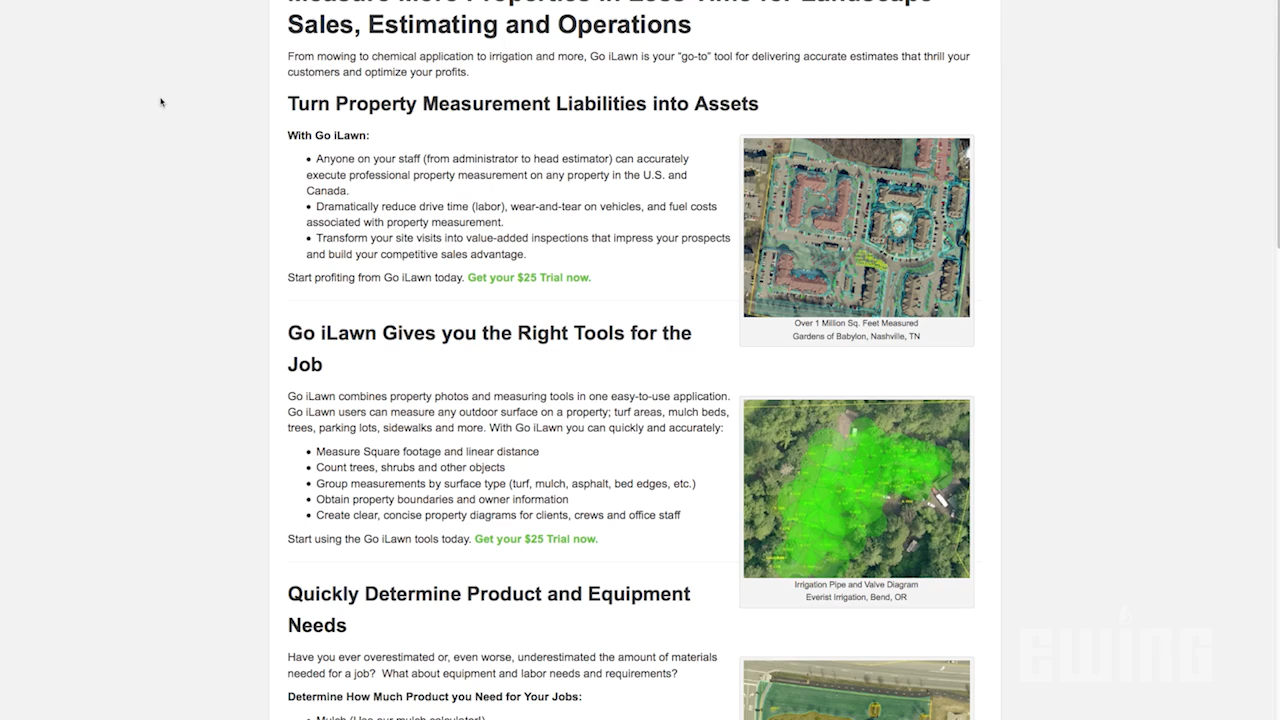 Measure More Properties in Less Time for Landscape
Sales, Estimating and Operations
From mowing to chemical application to irrigation and more, Go iLawn is your "go-to" tool for delivering accurate estimates that thrill your
customers and optimize your profits.
Turn Property Measurement Liabilities into Assets
With Go iLawn:
• Anyone on your staff (from administrator to head estimator) can accurately
execute professional property measurement on any property in the U.S. and
Canada.
• Dramatically reduce drive time (labor), wear-and-tear on vehicles, and fuel costs
associated with property measurement.
• Transform your site visits into value-added inspections that impress your prospects
and build your competitive sales advantage.
Start profiting from Go iLawn today. Get your $25 Trial now.
Over 1 Million Sq. Feet Measured
Gardens of Babylon, Nashville, TN
Go iLawn Gives you the Right Tools for the
Job
Go iLawn combines property photos and measuring tools in one easy-to-use application.
Go iLawn users can measure any outdoor surface on a property; turf areas, mulch beds,
trees, parking lots, sidewalks and more. With Go iLawn you can quickly and accurately:
• Measure Square footage and linear distance
• Count trees, shrubs and other objects
• Group measurements by surface type (turf, mulch, asphalt, bed edges, etc.)
• Obtain property boundaries and owner information
• Create clear, concise property diagrams for clients, crews and office staff
Start using the Go iLawn tools today. Get your $25 Trial now.
Irrigation Pipe and Valve Diagram
Everist Irrigation, Bend, OR
Quickly Determine Product and Equipment
Needs
Have you ever overestimated or, even worse, underestimated the amount of materials
needed for a job? What about equipment and labor needs and requirements?
Determine How Much Product you Need for Your Jobs:
• Mulch (Use our mulch calculator!)
EWING